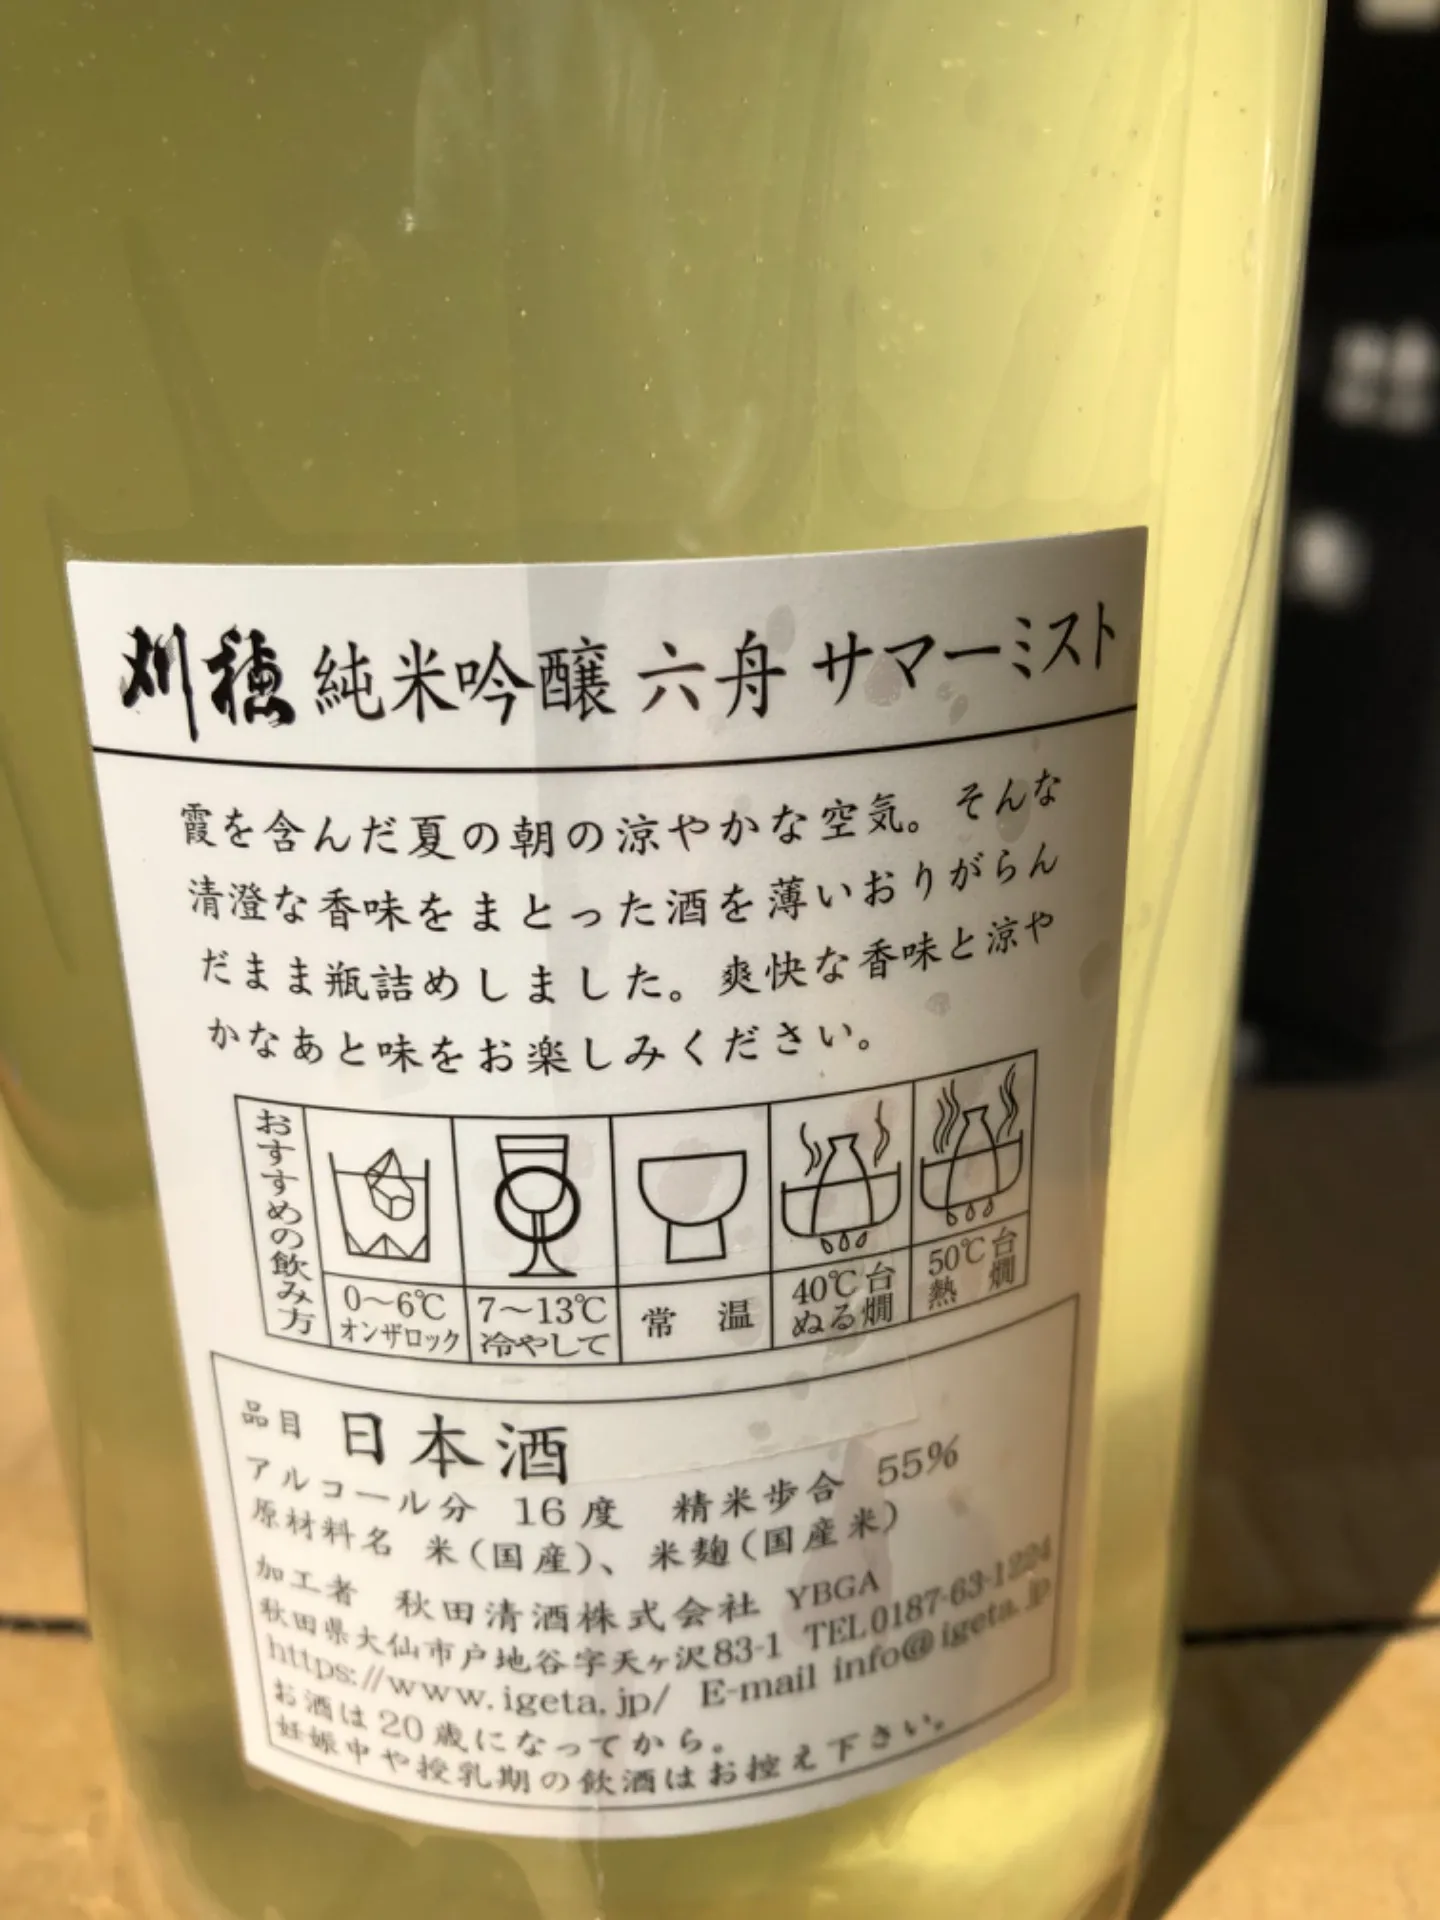 刈穂 純米吟醸 六舟 サマーミスト
霞を含んだ夏の朝の涼やかな空気。そんな
清澄な香味をまとった酒を薄いおりがらん
だまま瓶詰めしました。爽快な香味と涼や
かなあと味をお楽しみください。
おすすめの飲み方
0〜6℃
オンザロック
7〜13℃
冷やして
常 温
40℃台
ぬる燗
50℃台
熱 燗
品目 日本酒
アルコール分 16度 精米歩合 55%
原材料名 米(国産)、米麹(国産米)
加工者 秋田清酒株式会社 YBGA
秋田県大仙市戸地谷字天ヶ沢83-1 TEL0187-63-1224
https://www.igeta.jp/ E-mail info@igeta.jp
お酒は20歳になってから。
妊娠中や授乳期の飲酒はお控え下さい。